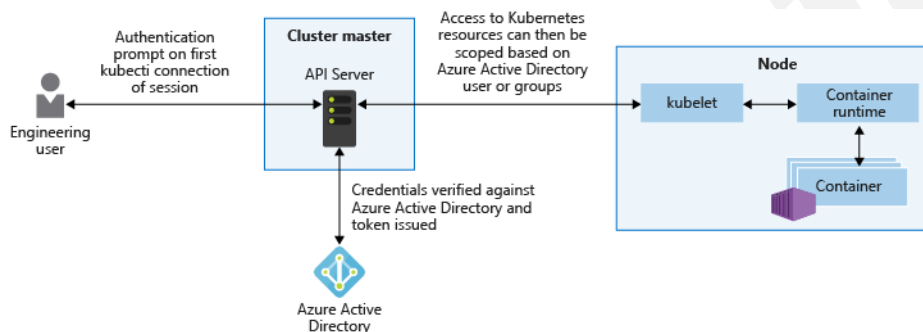 Authentication
prompt on first
kubecti connection
of session
Engineering
user
Cluster master
API Server
Access to Kubernetes
resources can then be
scoped based on
Azure Active Directory
user or groups
Credentials verified against
Azure Active Directory and
token issued
Azure Active
Directory
Node
kubelet
Container
runtime
Container